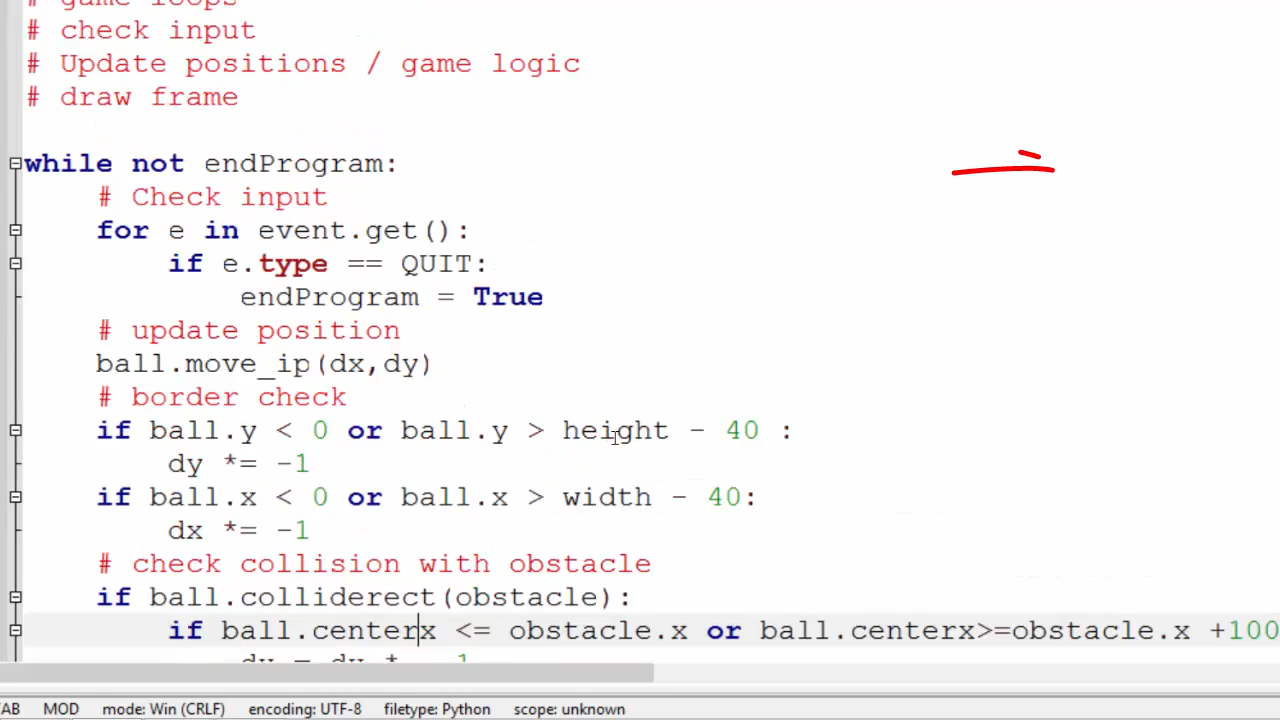 # game loops
# check input
# Update positions / game logic
# draw frame
while not endProgram:
# Check input
for e in event.get():
if e.type == QUIT:
endProgram = True
# update position
ball.move_ip(dx,dy)
# border check
if ball.y < 0 or ball.y > height - 40 :
dy *= -1
if ball.x < 0 or ball.x > width - 40:
dx *= -1
# check collision with obstacle
if ball.colliderect(obstacle):
if ball.centerx <= obstacle.x or ball.centerx>=obstacle.x +100
AB MOD mode: Win (CRLF) encoding: UTF-8 filetype: Python scope: unknown